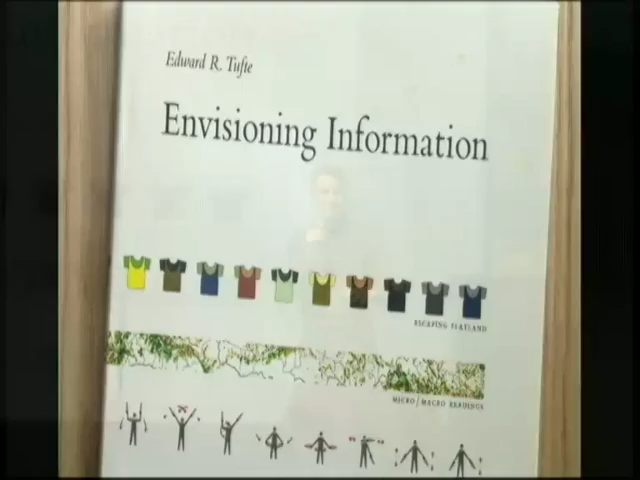 Edward R. Tufte
Envisioning Information
ESCAPING FLATLAND
MICRO/MACRO READINGS